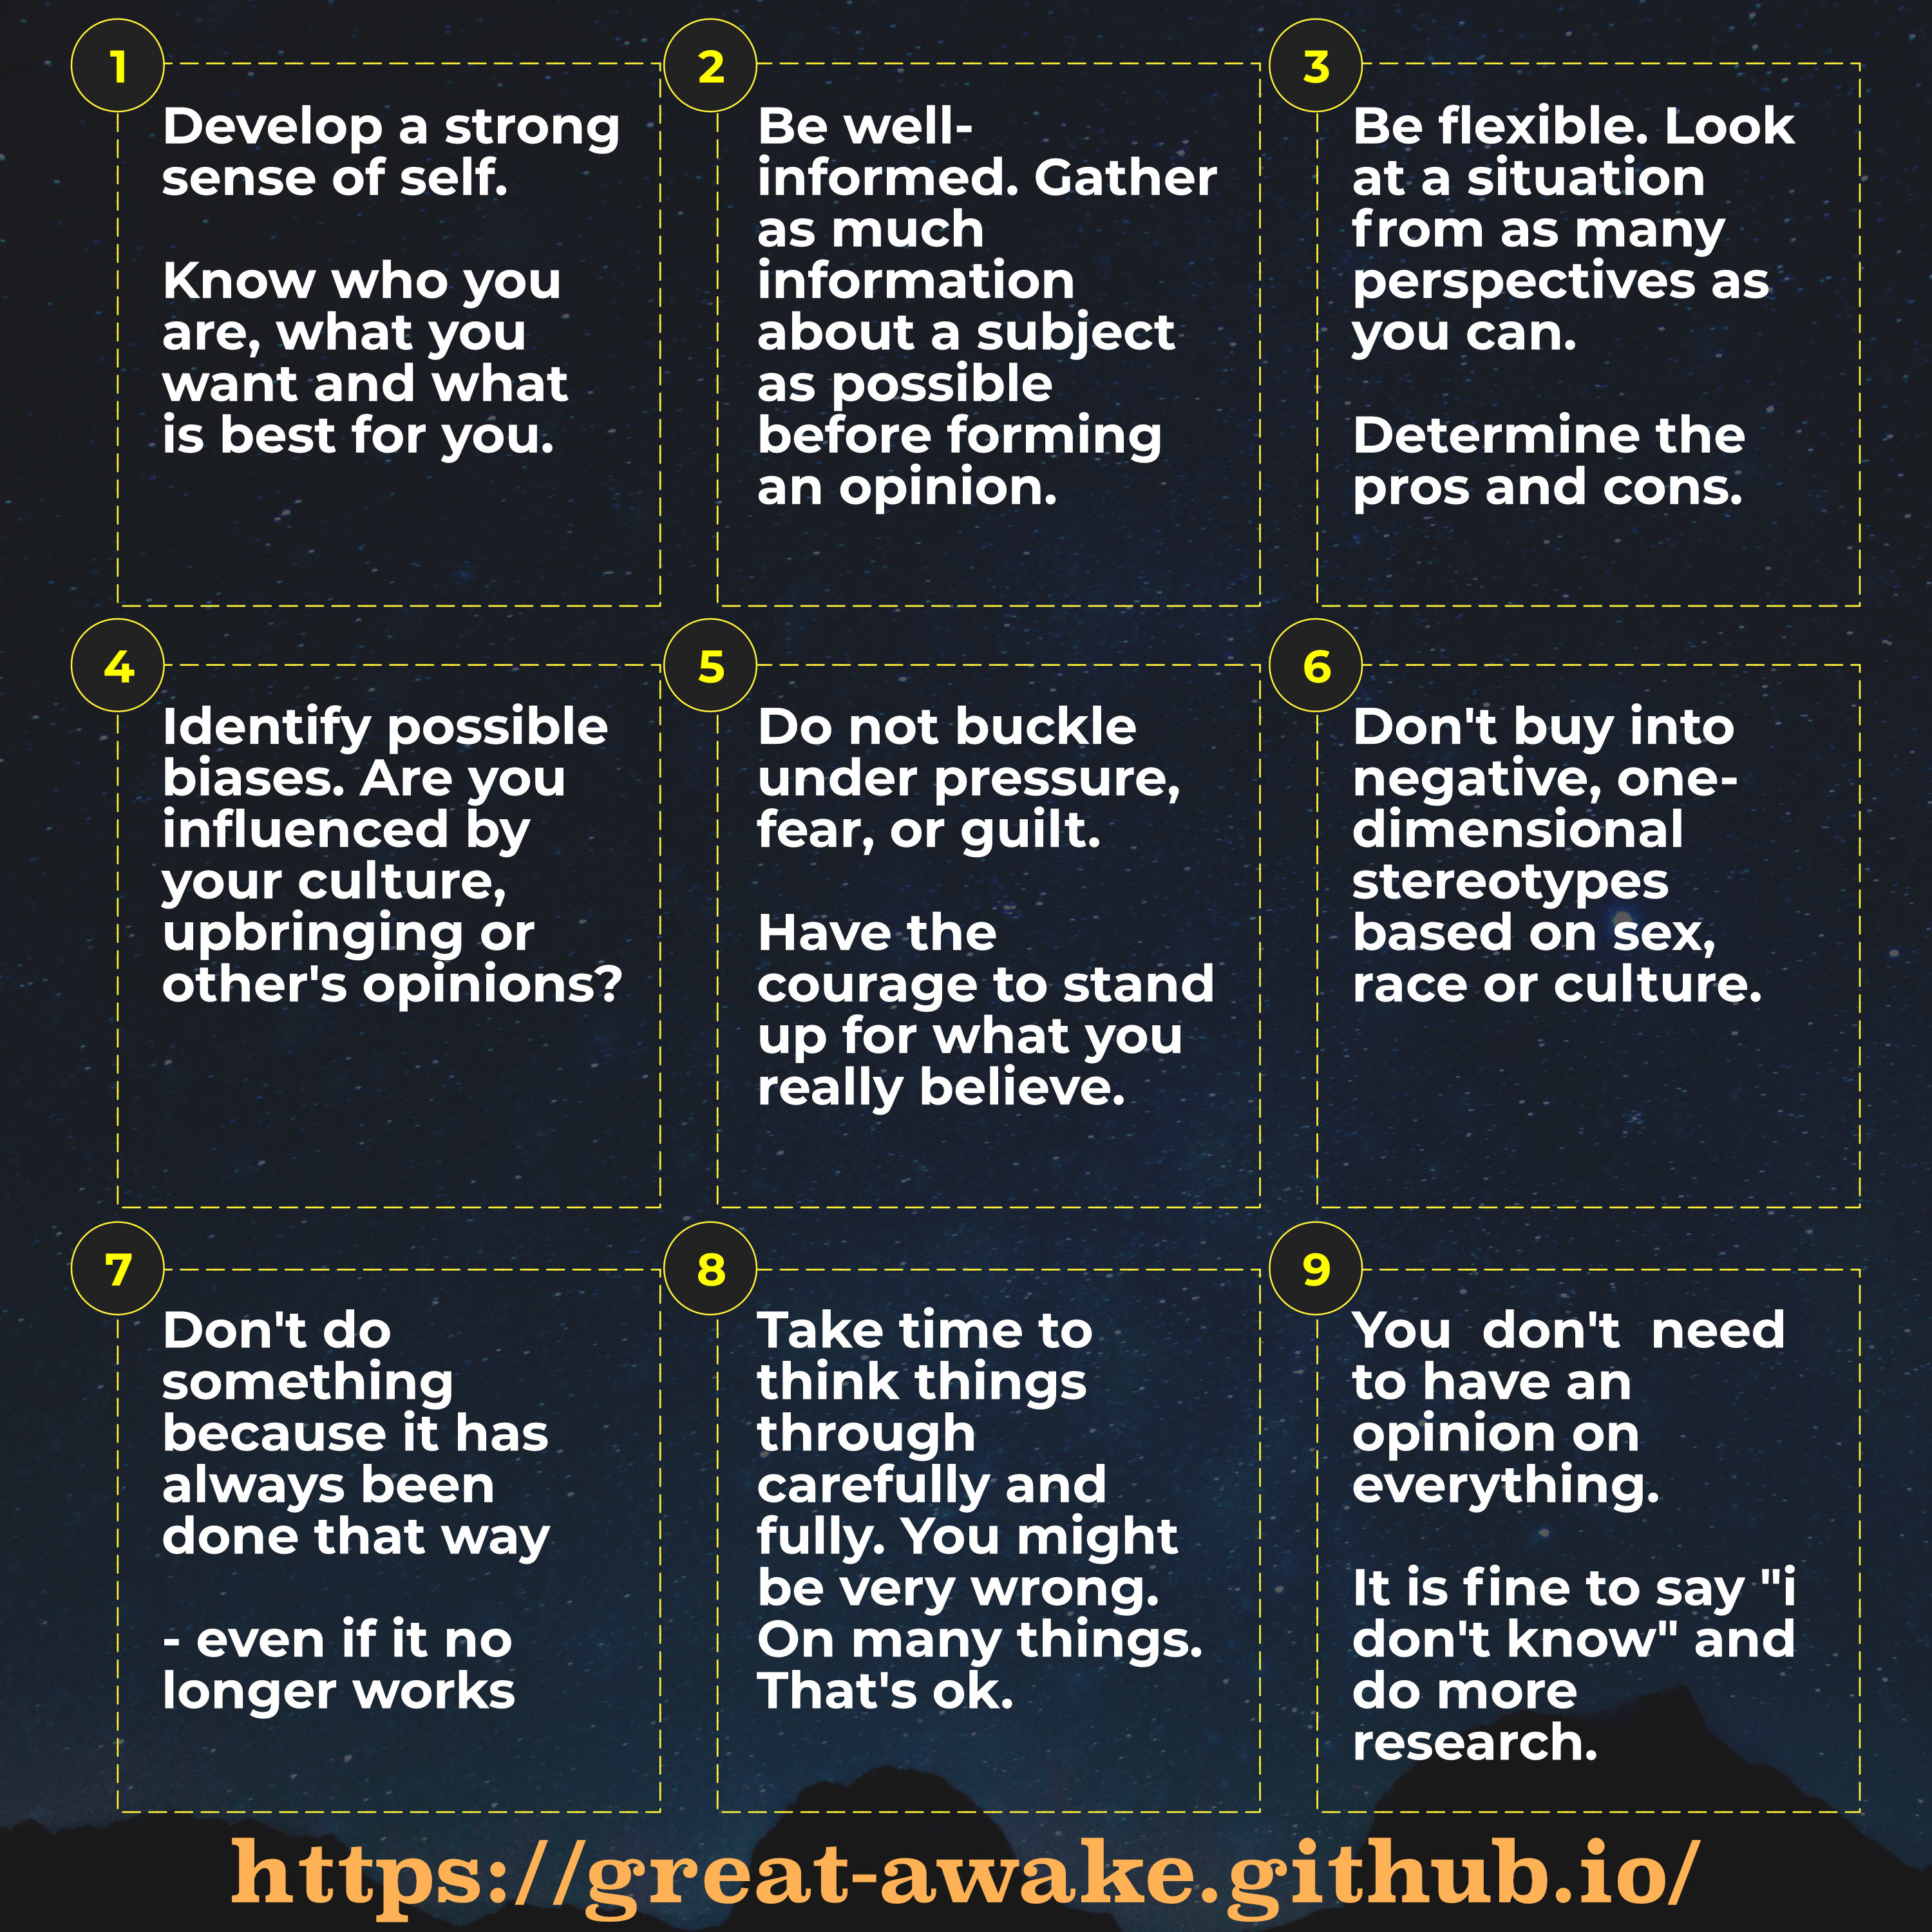 1
Develop a strong
sense of self.
Know who you
are, what you
want and what
is best for you.
2
Be well-
informed. Gather
as much
information
about a subject
as possible
before forming
an opinion.
3
Be flexible. Look
at a situation
from as many
perspectives as
you can.
Determine the
pros and cons.
4
Identify possible
biases. Are you
influenced by
your culture,
upbringing or
other's opinions?
5
Do not buckle
under pressure,
fear, or guilt.
Have the
courage to stand
up for what you
really believe.
6
Don't buy into
negative, one-
dimensional
stereotypes
based on sex,
race or culture.
7
Don't do
something
because it has
always been
done that way
- even if it no
longer works
8
Take time to
think things
through
carefully and
fully. You might
be very wrong.
On many things.
That's ok.
9
You don't need
to have an
opinion on
everything.
It is fine to say "i
don't know" and
do more
research.
https://great-awake.github.io/